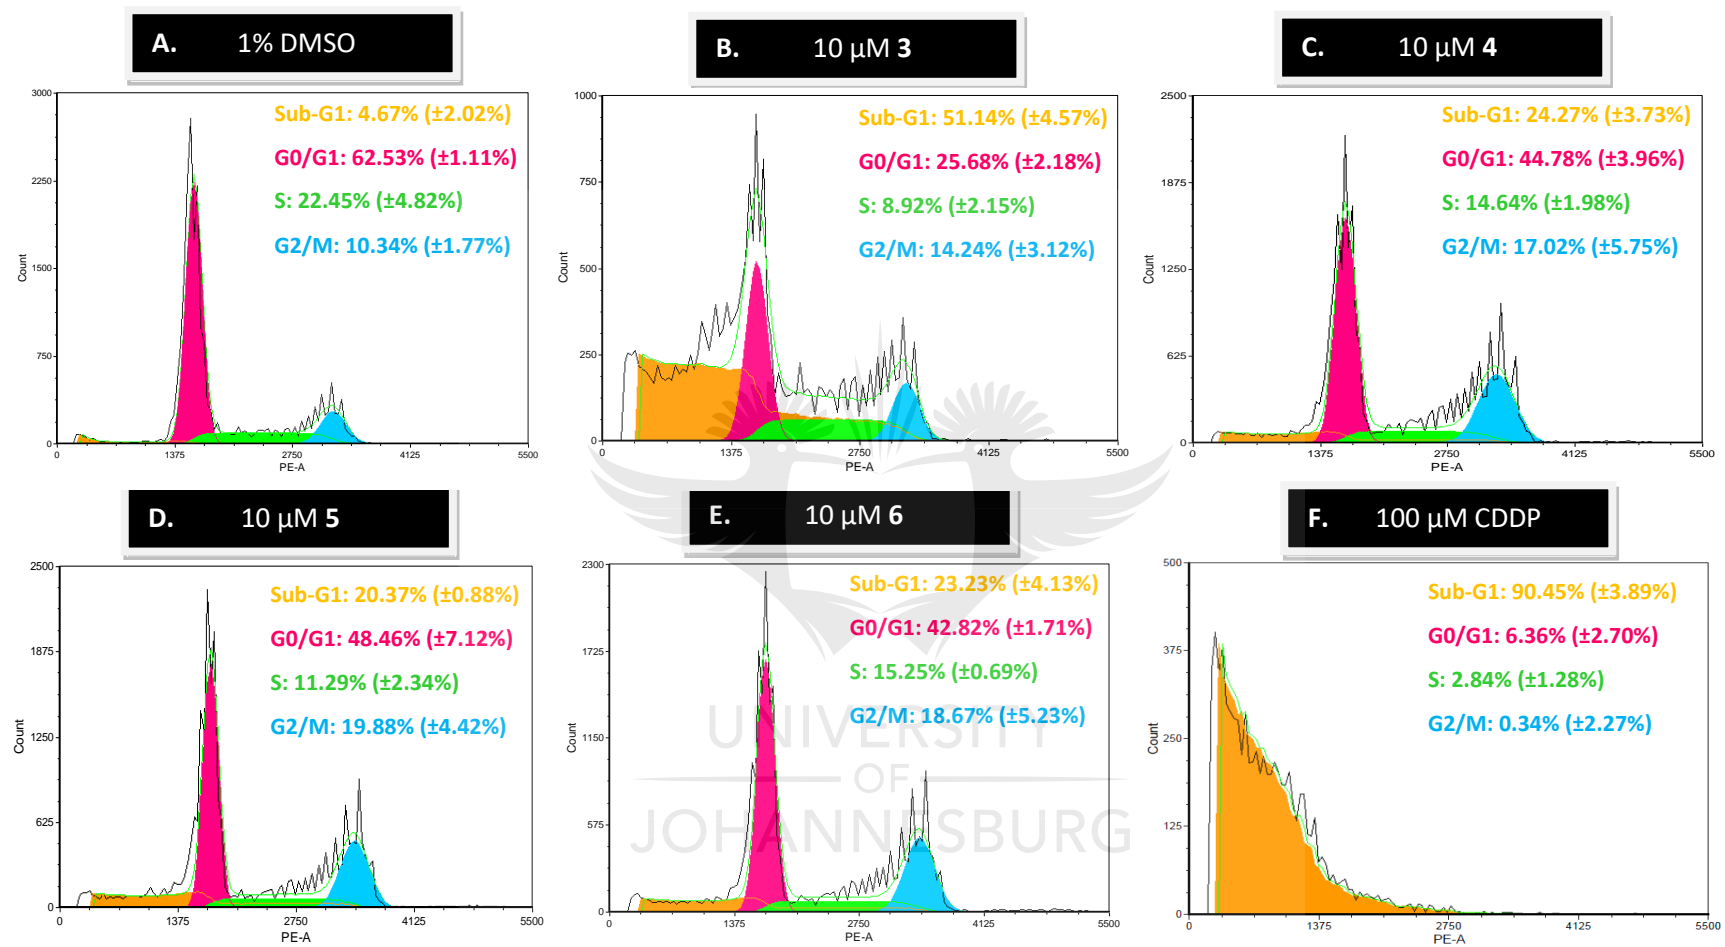 A. 1% DMSO
3000
2250
1500
750
0
Count
0 1375 2750 4125 5500
PE-A
Sub-G1: 4.67% (±2.02%)
G0/G1: 62.53% (±1.11%)
S: 22.45% (±4.82%)
G2/M: 10.34% (±1.77%)
B. 10 µM 3
1000
750
500
250
0
Count
0 1375 2750 4125 5500
PE-A
Sub-G1: 51.14% (±4.57%)
G0/G1: 25.68% (±2.18%)
S: 8.92% (±2.15%)
G2/M: 14.24% (±3.12%)
C. 10 µM 4
2500
1875
1250
625
0
Count
0 1375 2750 4125 5500
PE-A
Sub-G1: 24.27% (±3.73%)
G0/G1: 44.78% (±3.96%)
S: 14.64% (±1.98%)
G2/M: 17.02% (±5.75%)
D. 10 µM 5
2500
1875
1250
625
0
Count
0 1375 2750 4125 5500
PE-A
Sub-G1: 20.37% (±0.88%)
G0/G1: 48.46% (±7.12%)
S: 11.29% (±2.34%)
G2/M: 19.88% (±4.42%)
E. 10 µM 6
2300
1725
1150
575
0
Count
0 1375 2750 4125 5500
PE-A
Sub-G1: 23.23% (±4.13%)
G0/G1: 42.82% (±1.71%)
S: 15.25% (±0.69%)
G2/M: 18.67% (±5.23%)
F. 100 µM CDDP
500
375
250
125
0
Count
0 1375 2750 4125 5500
PE-A
Sub-G1: 90.45% (±3.89%)
G0/G1: 6.36% (±2.70%)
S: 2.84% (±1.28%)
G2/M: 0.34% (±2.27%)
UNIVERSITY
OF
JOHANNESBURG